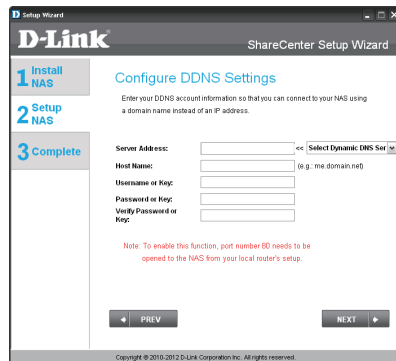 Setup Wizard
D-Link
ShareCenter Setup Wizard
1 Install NAS
2 Setup NAS
3 Complete
Configure DDNS Settings
Enter your DDNS account information so that you can connect to your NAS using
a domain name instead of an IP address.
Server Address: << Select Dynamic DNS Ser
Host Name: (e.g.: me.domain.net)
Username or Key:
Password or Key:
Verify Password or
Key:
Note: To enable this function, port number 80 needs to be
opened to the NAS from your local router's setup.
PREV NEXT
Copyright © 2010-2012 D-Link Corporation Inc. All rights reserved.